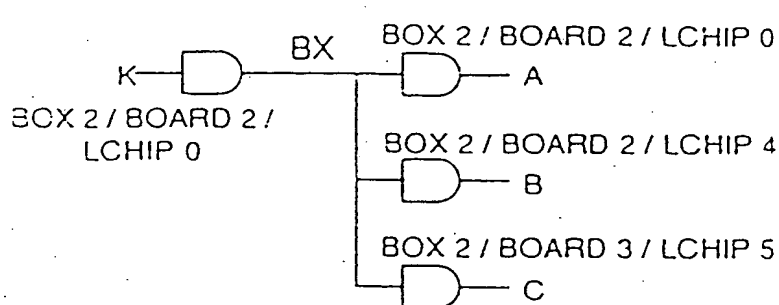 BX
BOX 2 / BOARD 2 / LCHIP 0
K
A
BOX 2 / BOARD 2 /
LCHIP 0
BOX 2 / BOARD 2 / LCHIP 4
B
BOX 2 / BOARD 3 / LCHIP 5
C